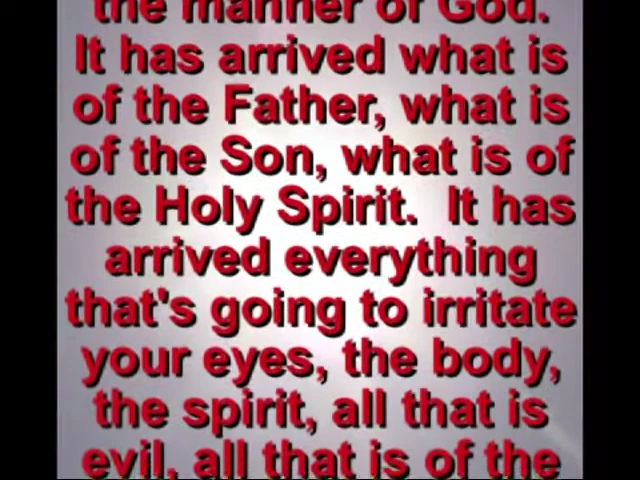 the manner of God.
It has arrived what is
of the Father, what is
of the Son, what is of
the Holy Spirit.  It has
arrived everything
that's going to irritate
your eyes, the body,
the spirit, all that is
evil, all that is of the